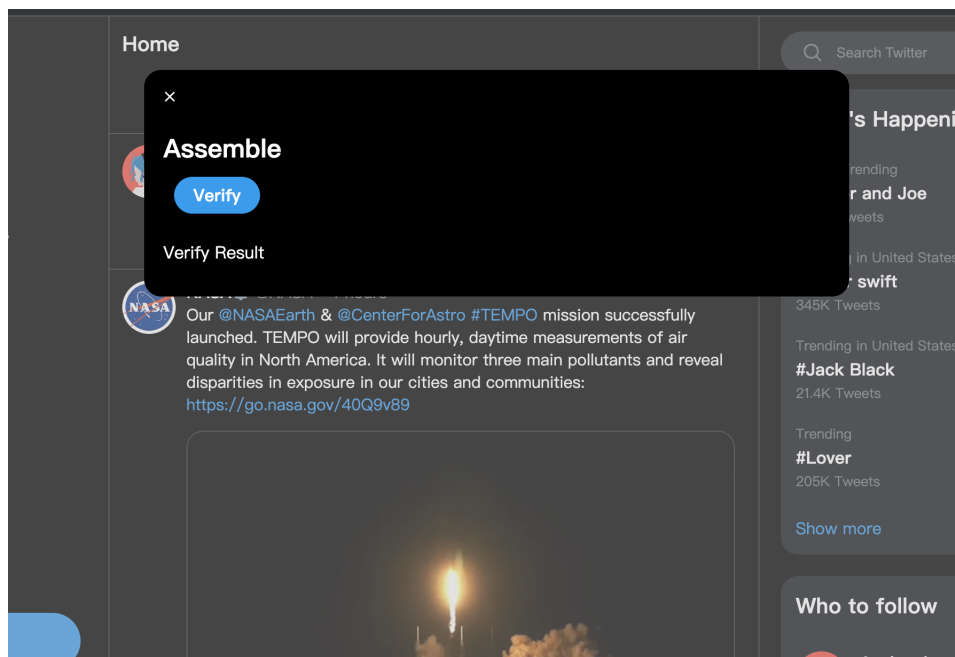 Home
Search Twitter
Assemble
Verify
Verify Result
's Happeni
rending
r and Joe
weets
in United States
swift
345K Tweets
Trending in United States
#Jack Black
21.4K Tweets
Trending
#Lover
205K Tweets
Show more
Who to follow
NASA
Our @NASAEarth & @CenterForAstro #TEMPO mission successfully
launched. TEMPO will provide hourly, daytime measurements of air
quality in North America. It will monitor three main pollutants and reveal
disparities in exposure in our cities and communities:
https://go.nasa.gov/40Q9v89